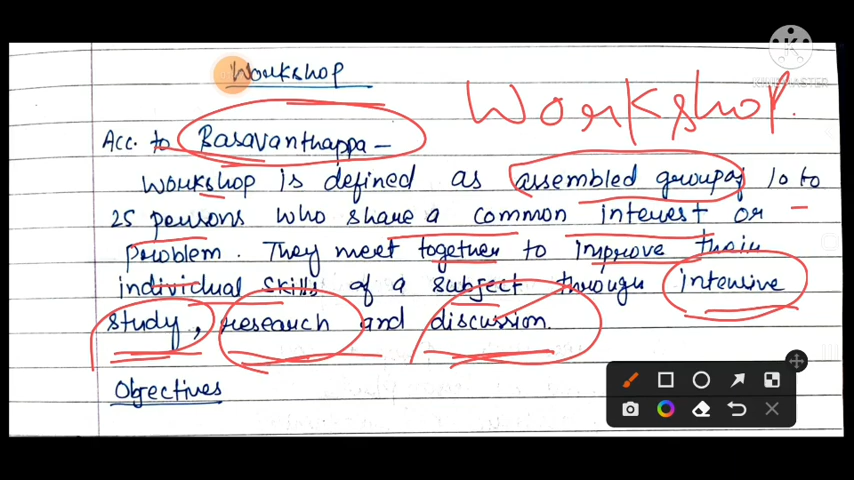 Workshop
Workshop.
Acc. to Basavanthappa -
Workshop is defined as assembled group of 10 to
25 persons who share a common interest or
problem. They meet together to improve their
individual skills of a subject through intensive
study, research and discussion.
Objectives